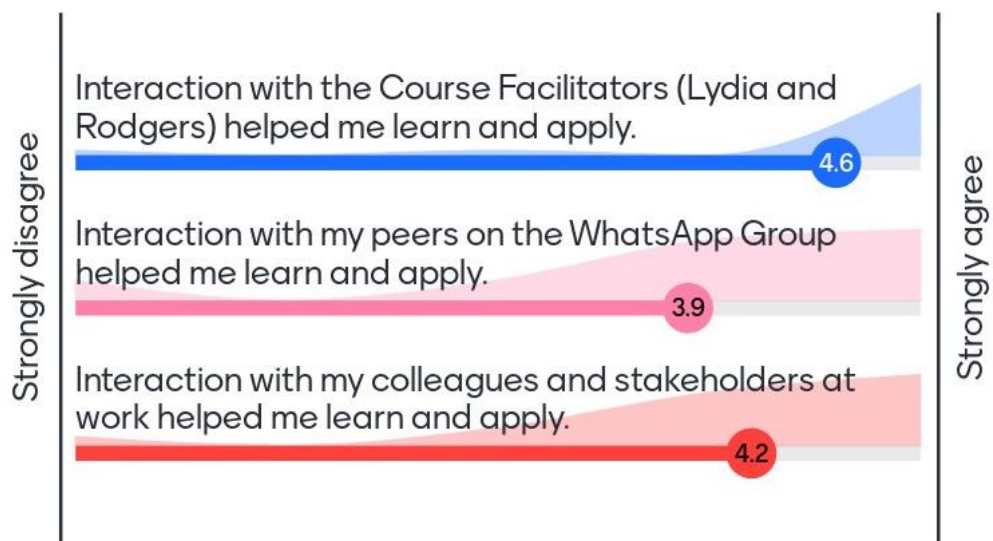 Strongly disagree
Interaction with the Course Facilitators (Lydia and
Rodgers) helped me learn and apply.
4.6
Interaction with my peers on the WhatsApp Group
helped me learn and apply.
3.9
Interaction with my colleagues and stakeholders at
work helped me learn and apply.
4.2
Strongly agree